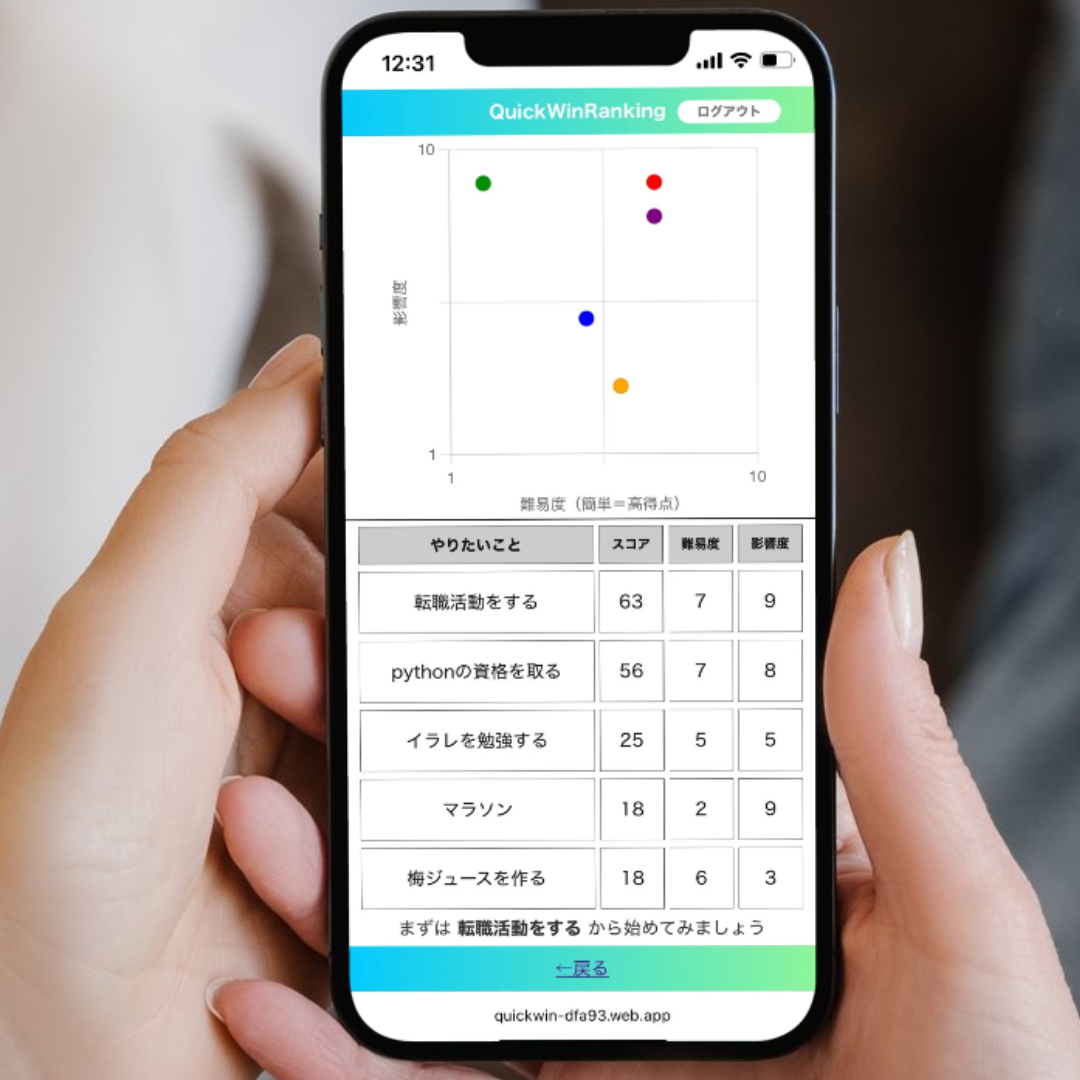 12:31
QuickWinRanking ログアウト
10
影響度
1
1 10
難易度（簡単＝高得点）
やりたいこと スコア 難易度 影響度
転職活動をする 63 7 9
pythonの資格を取る 56 7 8
イラレを勉強する 25 5 5
マラソン 18 2 9
梅ジュースを作る 18 6 3
まずは 転職活動をする から始めてみましょう
←戻る
quickwin-dfa93.web.app